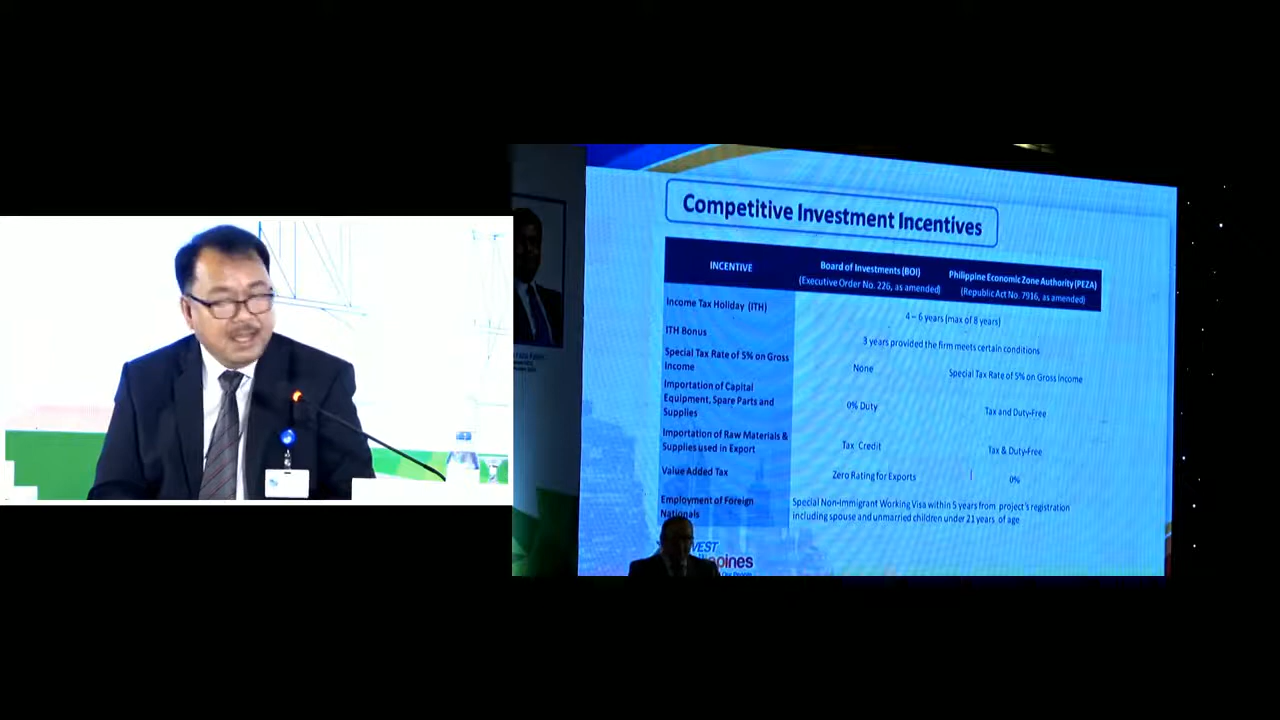 Competitive Investment Incentives
INCENTIVE
Board of Investments (BOI)
(Executive Order No. 226, as amended)
Philippine Economic Zone Authority (PEZA)
(Republic Act No. 7916, as amended)
Income Tax Holiday (ITH)
4 – 6 years (max of 8 years)
ITH Bonus
3 years provided the firm meets certain conditions
Special Tax Rate of 5% on Gross
Income
None
Special Tax Rate of 5% on Gross Income
Importation of Capital
Equipment, Spare Parts and
Supplies
0% Duty
Tax and Duty-Free
Importation of Raw Materials &
Supplies used in Export
Tax Credit
Tax & Duty-Free
Value Added Tax
Zero Rating for Exports
0%
Employment of Foreign
Nationals
Special Non-Immigrant Working Visa within 5 years from project's registration
including spouse and unmarried children under 21 years of age